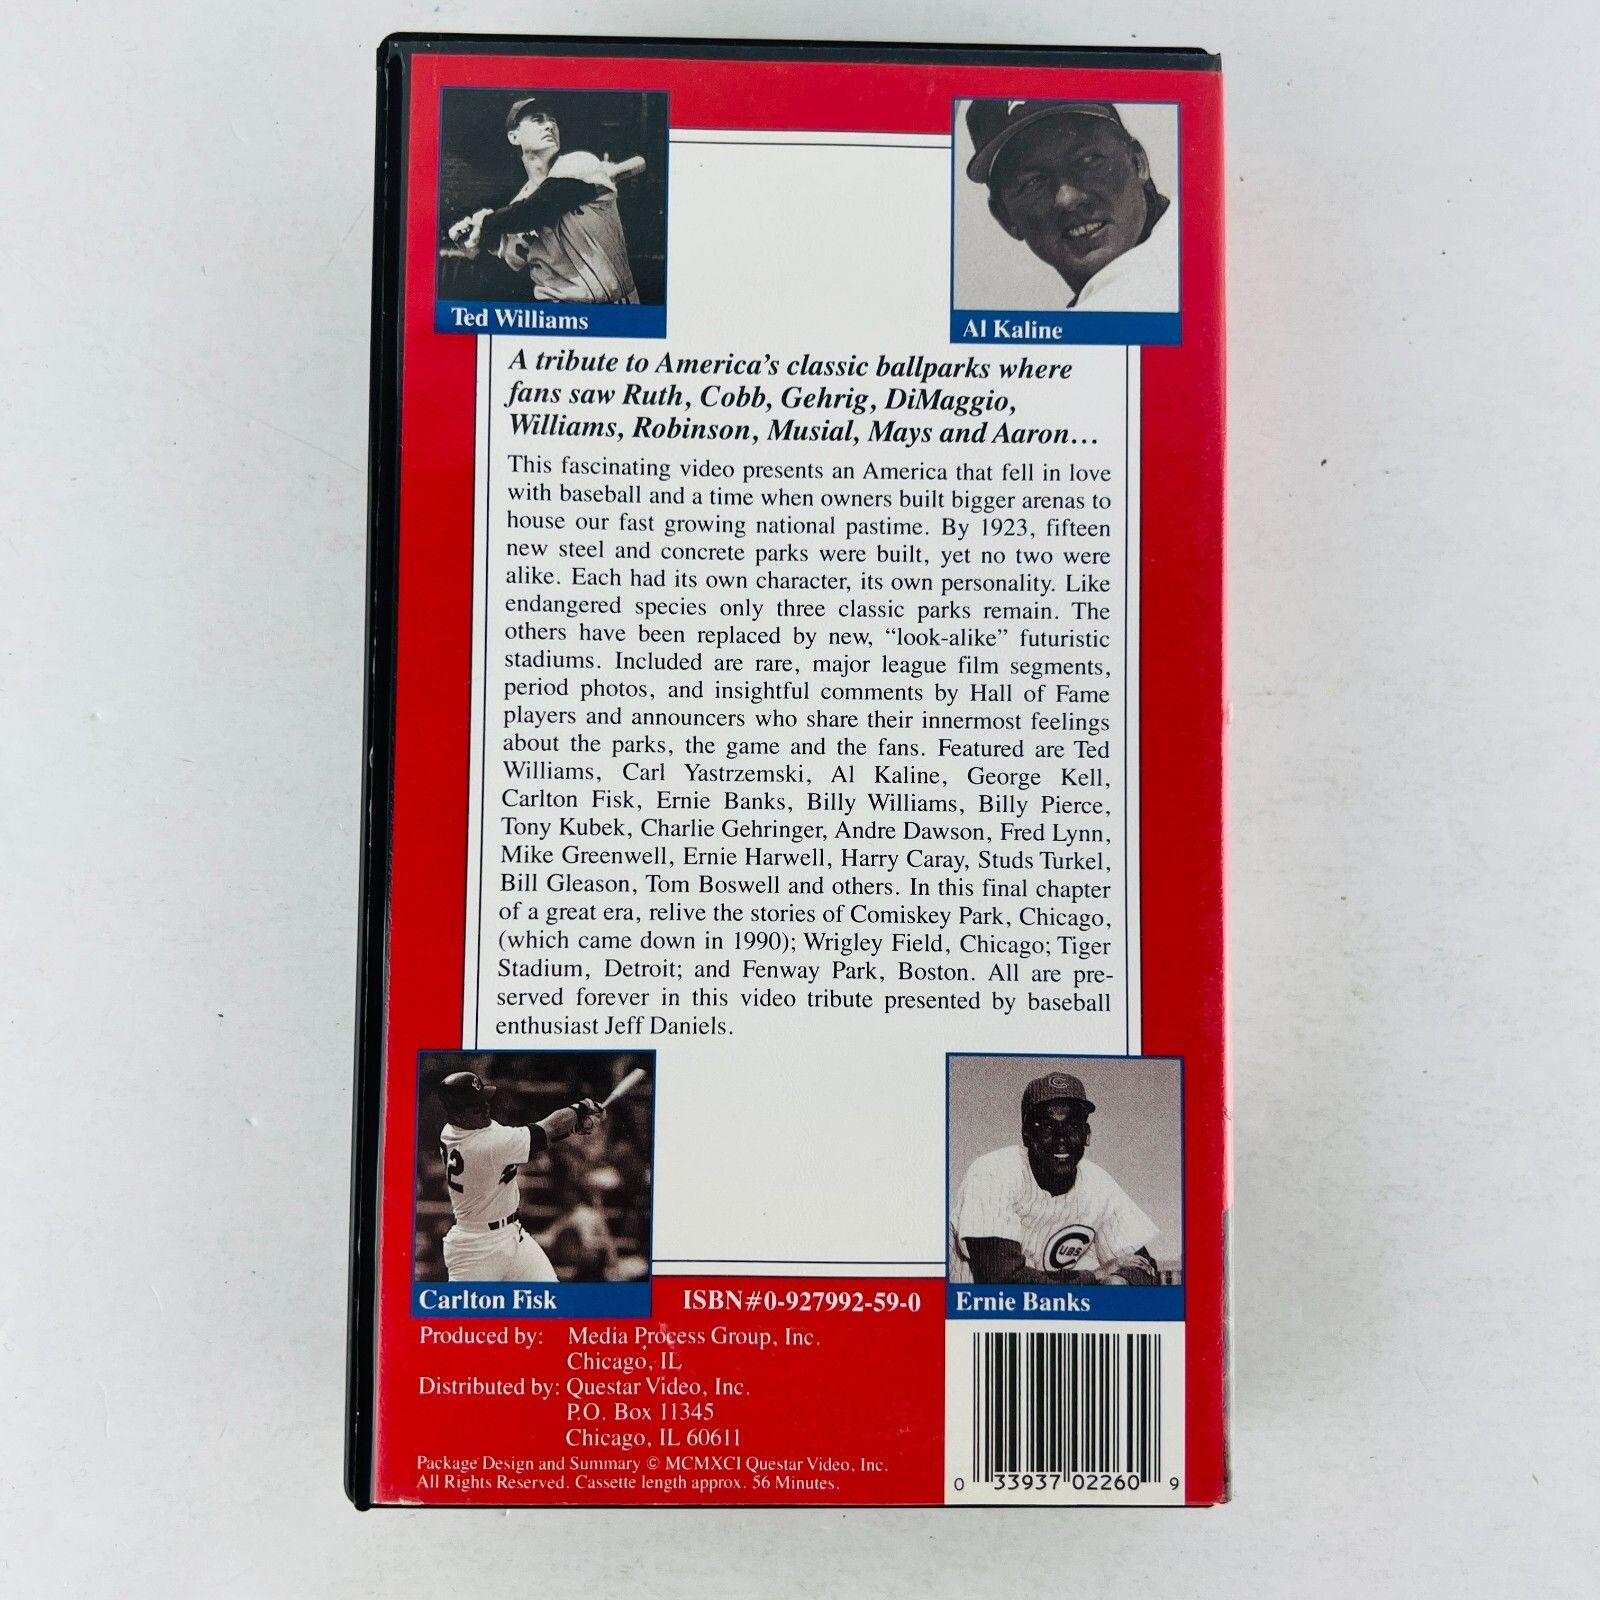 Ted Williams
Al Kaline
A tribute to America's classic ballparks where
fans saw Ruth, Cobb, Gehrig, DiMaggio,
Williams, Robinson, Musial, Mays and Aaron...
This fascinating video presents an America that fell in love
with baseball and a time when owners built bigger arenas to
house our fast growing national pastime. By 1923, fifteen
new steel and concrete parks were built, yet no two were
alike. Each had its own character, its own personality. Like
endangered species only three classic parks remain. The
others have been replaced by new, “look-alike” futuristic
stadiums. Included are rare, major league film segments,
period photos, and insightful comments by Hall of Fame
players and announcers who share their innermost feelings
about the parks, the game and the fans. Featured are Ted
Williams, Carl Yastrzemski, Al Kaline, George Kell,
Carlton Fisk, Ernie Banks, Billy Williams, Billy Pierce,
Tony Kubek, Charlie Gehringer, Andre Dawson, Fred Lynn,
Mike Greenwell, Ernie Harwell, Harry Caray, Studs Turkel,
Bill Gleason, Tom Boswell and others. In this final chapter
of a great era, relive the stories of Comiskey Park, Chicago,
(which came down in 1990); Wrigley Field, Chicago; Tiger
Stadium, Detroit; and Fenway Park, Boston. All are pre-
served forever in this video tribute presented by baseball
enthusiast Jeff Daniels.
C
2
CUBS
Carlton Fisk
ISBN#0-927992-59-0
Ernie Banks
Produced by: Media Process Group, Inc.
Chicago, IL
Distributed by: Questar Video, Inc.
P.O. Box 11345
Chicago, IL 60611
Package Design and Summary © MCMXCI Questar Video, Inc.
All Rights Reserved. Cassette length approx. 56 Minutes.
0 33937 02260 9